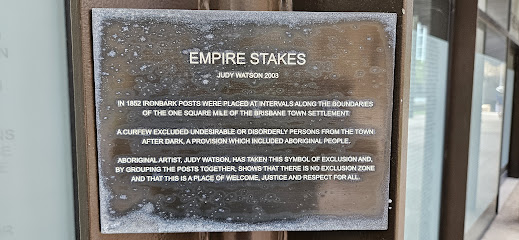 EMPIRE STAKES
JUDY WATSON 2003
IN 1852 IRONBARK POSTS WERE PLACED AT INTERVALS ALONG THE BOUNDARIES
OF THE ONE SQUARE MILE OF THE BRISBANE TOWN SETTLEMENT.
A CURFEW EXCLUDED UNDESIRABLE OR DISORDERLY PERSONS FROM THE TOWN
AFTER DARK, A PROVISION WHICH INCLUDED ABORIGINAL PEOPLE.
ABORIGINAL ARTIST, JUDY WATSON, HAS TAKEN THIS SYMBOL OF EXCLUSION AND,
BY GROUPING THE POSTS TOGETHER, SHOWS THAT THERE IS NO EXCLUSION ZONE
AND THAT THIS IS A PLACE OF WELCOME, JUSTICE AND RESPECT FOR ALL.